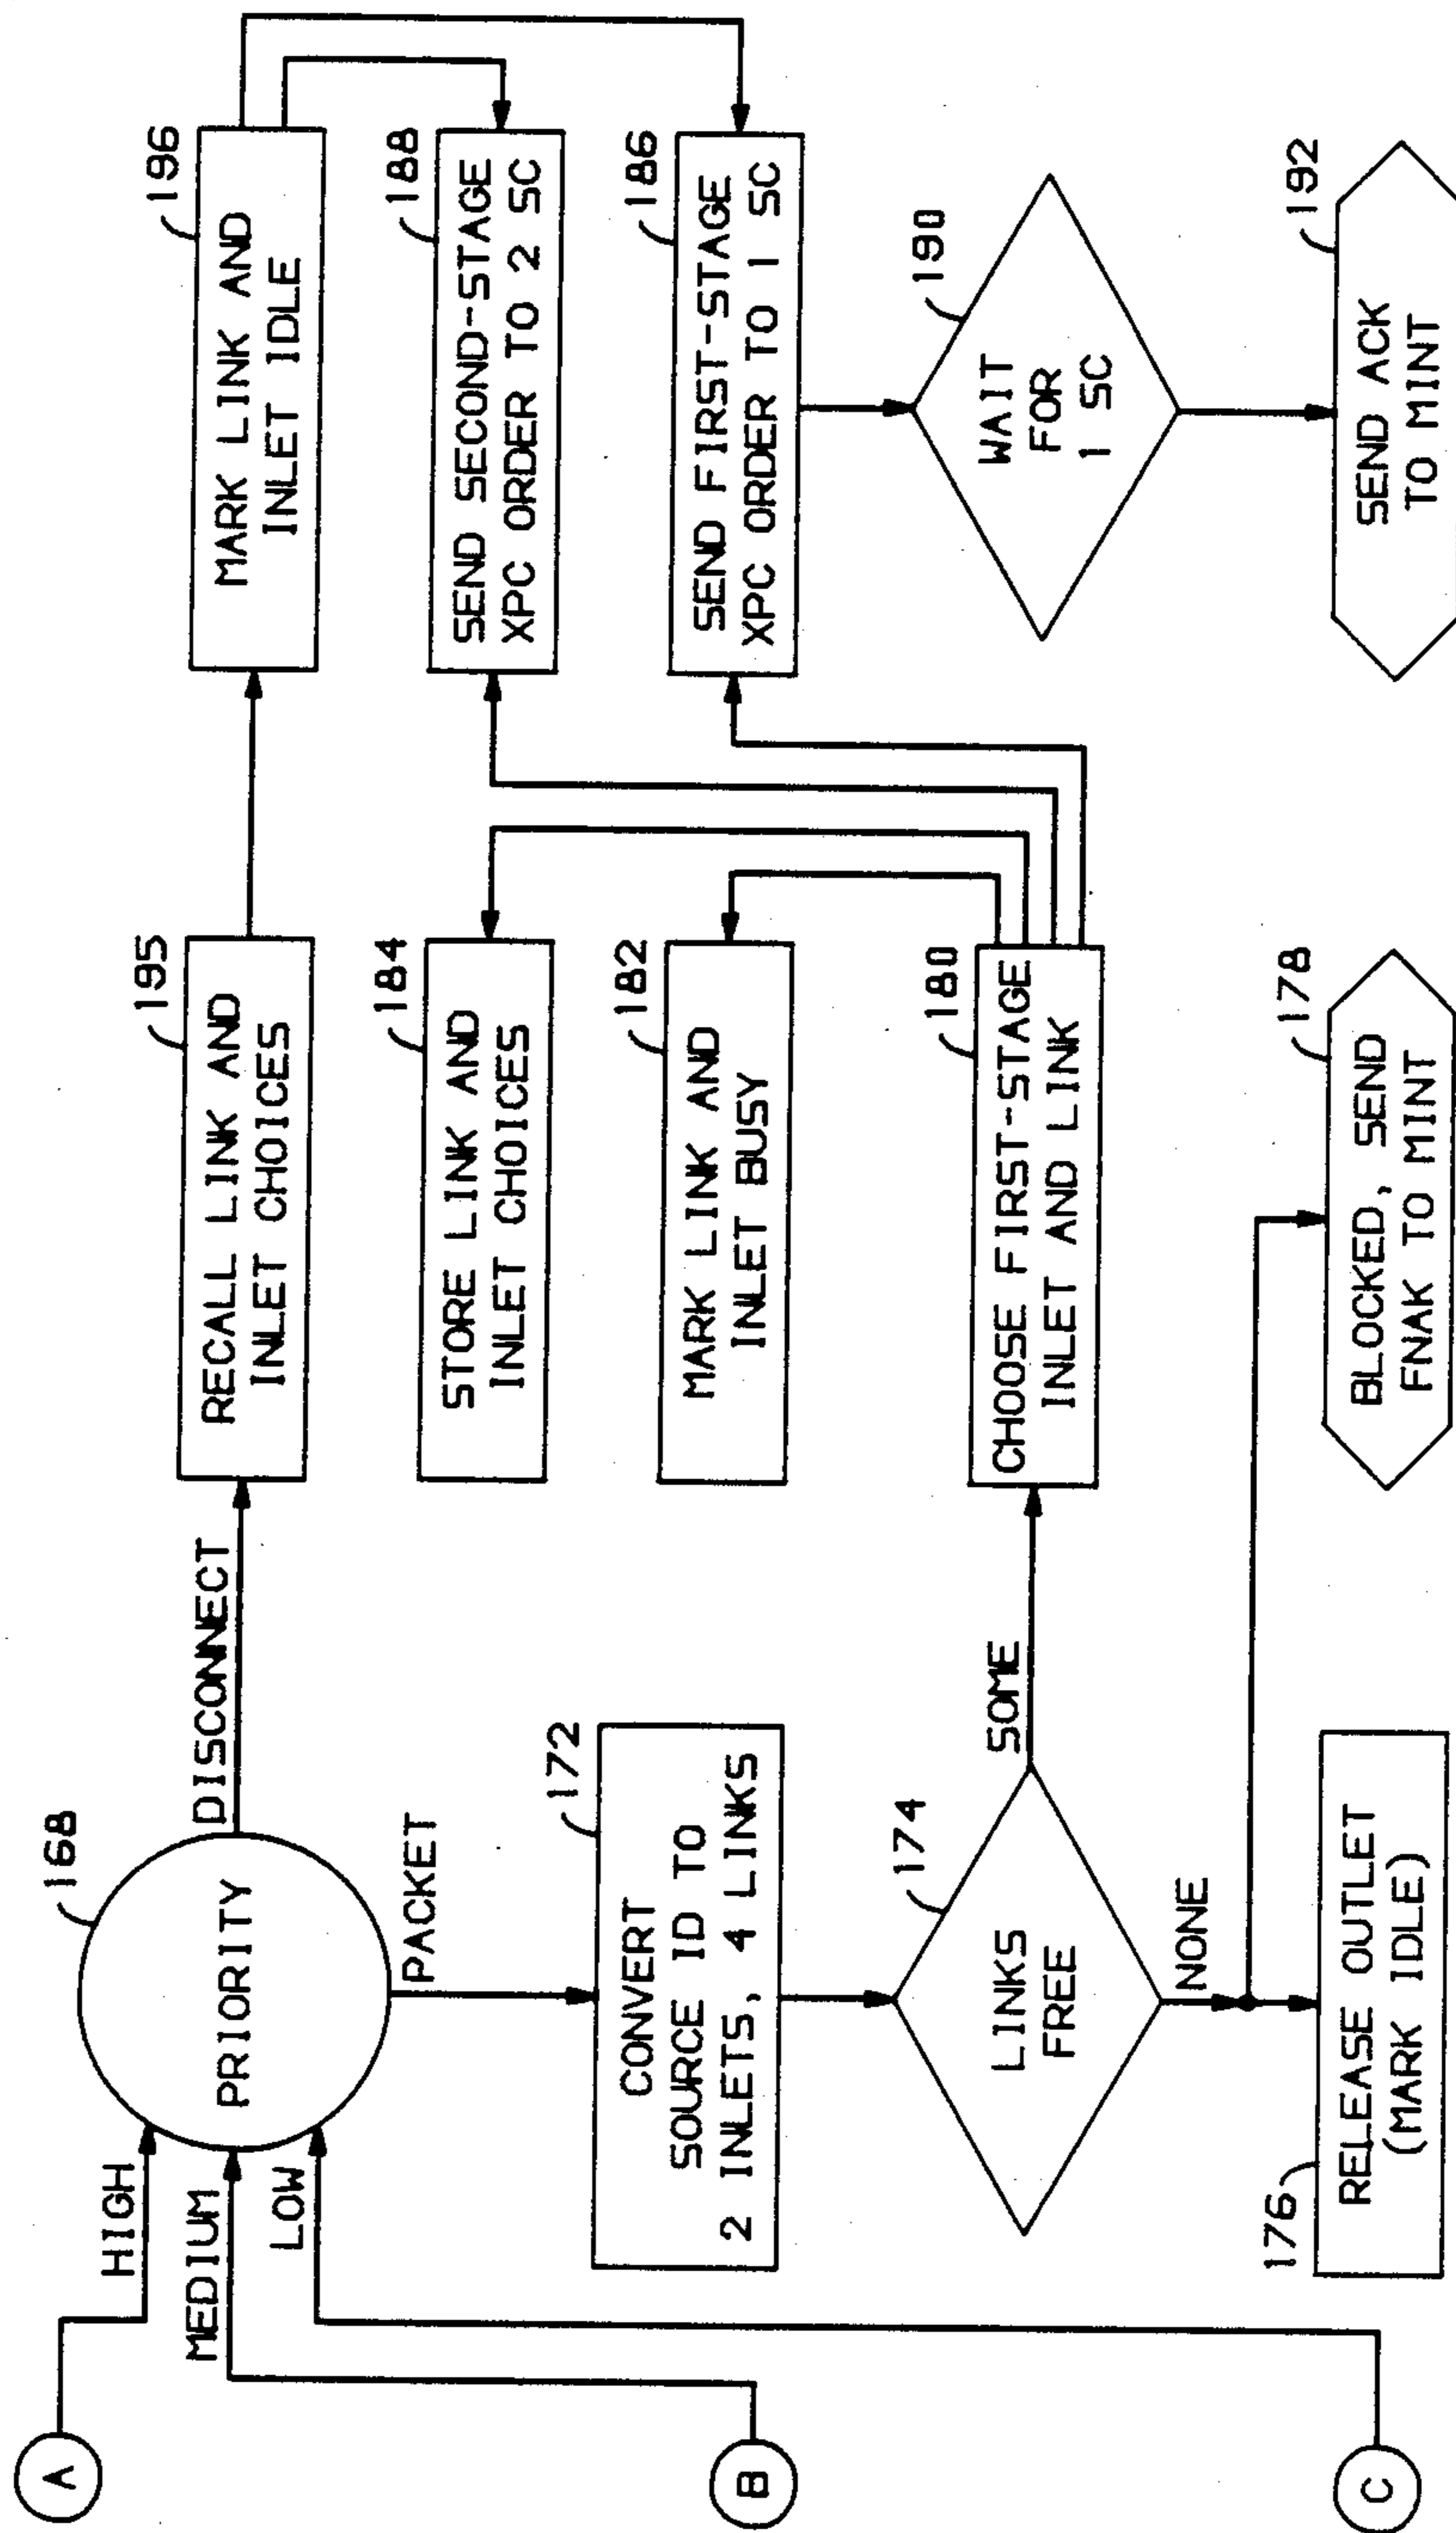 A
HIGH
MEDIUM
LOW
B
C
168
PRIORITY
DISCONNECT
PACKET
172
CONVERT
SOURCE ID TO
2 INLETS, 4 LINKS
174
LINKS
FREE
SOME
NONE
176
RELEASE OUTLET
(MARK IDLE)
195
RECALL LINK AND
INLET CHOICES
184
STORE LINK AND
INLET CHOICES
182
MARK LINK AND
INLET BUSY
180
CHOOSE FIRST-STAGE
INLET AND LINK
178
BLOCKED, SEND
FNAK TO MINT
196
MARK LINK AND
INLET IDLE
188
SEND SECOND-STAGE
XPC ORDER TO 2 SC
186
SEND FIRST-STAGE
XPC ORDER TO 1 SC
190
WAIT
FOR
1 SC
192
SEND ACK
TO MINT